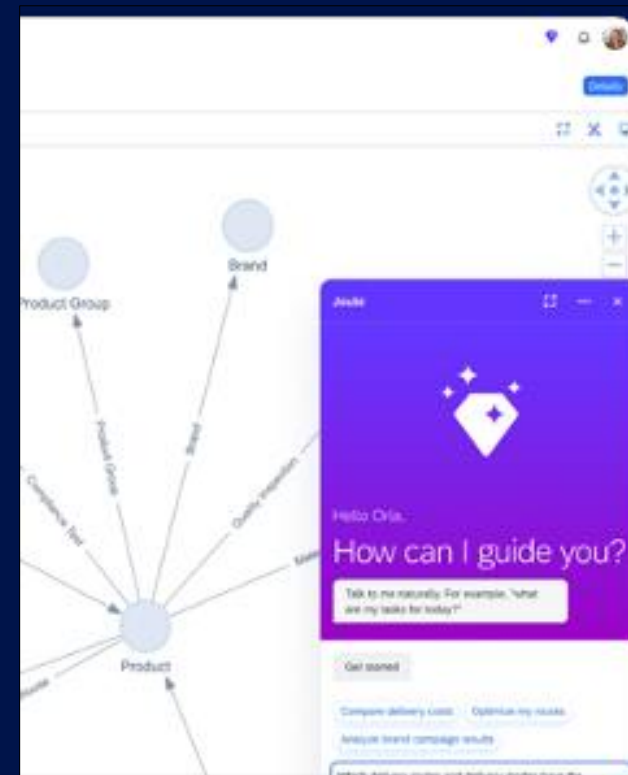 Details
Brand
Product Group
Product Group
Brand
Quality Inspection
Compliance Test
Product
Joule
Hello Orla,
How can I guide you?
Talk to me naturally. For example, "what
are my tasks for today?"
Get started
Compare delivery costs
Optimize my routes
Analyze brand campaign results